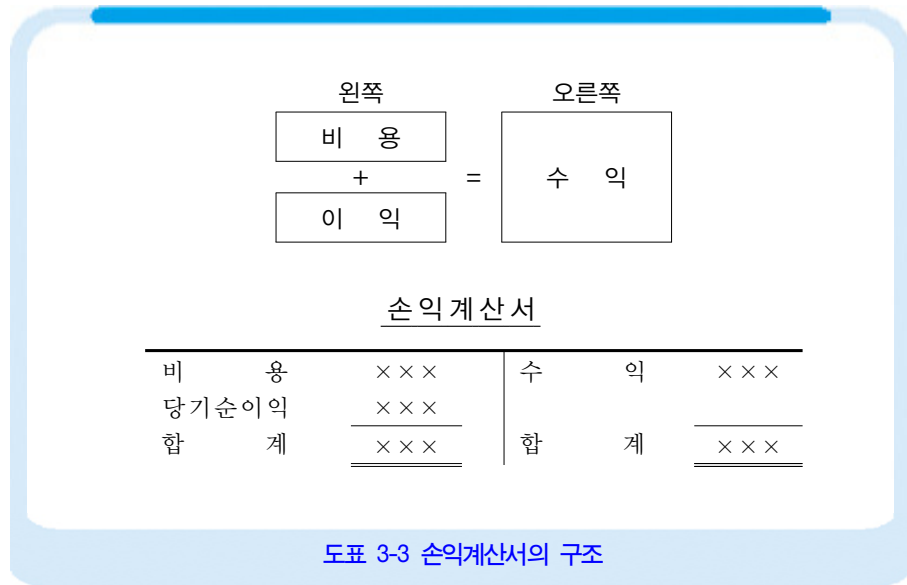 왼쪽 오른쪽
비 용
+ = 수 익
이 익
손익계산서
비 용 ××× 수 익 ×××
당기순이익 ×××
합 계 ××× 합 계 ×××
도표 3-3 손익계산서의 구조